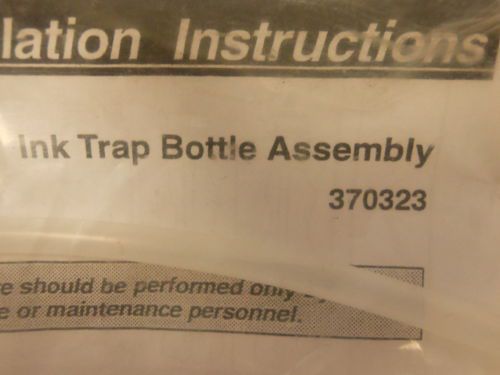 lation Instructions
Ink Trap Bottle Assembly
370323
e should be performed only
e or maintenance personnel.